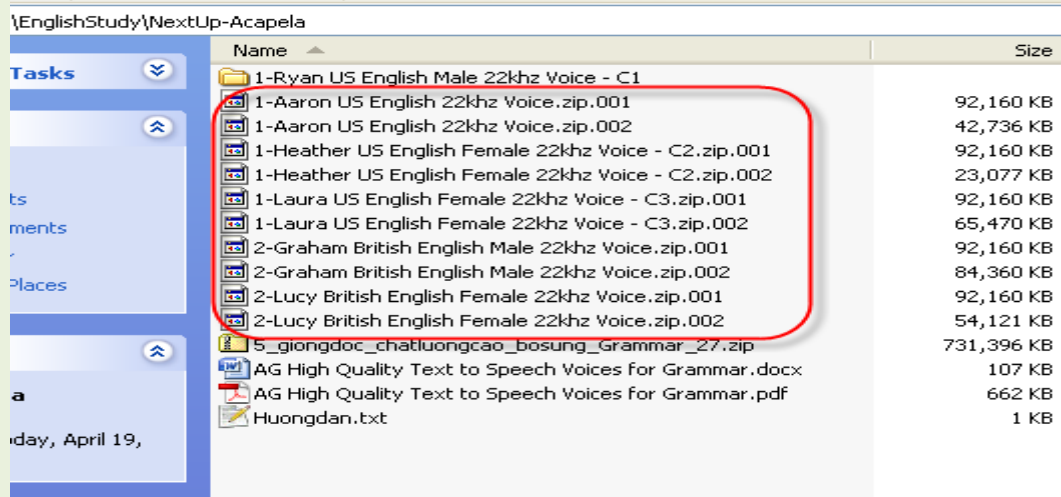 \EnglishStudy\NextUp-Acapela
Name Size
Tasks
1-Ryan US English Male 22khz Voice - C1
1-Aaron US English 22khz Voice.zip.001 92,160 KB
1-Aaron US English 22khz Voice.zip.002 42,736 KB
1-Heather US English Female 22khz Voice - C2.zip.001 92,160 KB
1-Heather US English Female 22khz Voice - C2.zip.002 23,077 KB
ts 1-Laura US English Female 22khz Voice - C3.zip.001 92,160 KB
ments 1-Laura US English Female 22khz Voice - C3.zip.002 65,470 KB
2-Graham British English Male 22khz Voice.zip.001 92,160 KB
2-Graham British English Male 22khz Voice.zip.002 84,360 KB
Places 2-Lucy British English Female 22khz Voice.zip.001 92,160 KB
2-Lucy British English Female 22khz Voice.zip.002 54,121 KB
5_giongdoc_chatluongcao_bosung_Grammar_27.zip 731,396 KB
AG High Quality Text to Speech Voices for Grammar.docx 107 KB
a AG High Quality Text to Speech Voices for Grammar.pdf 662 KB
Huongdan.txt 1 KB
day, April 19,